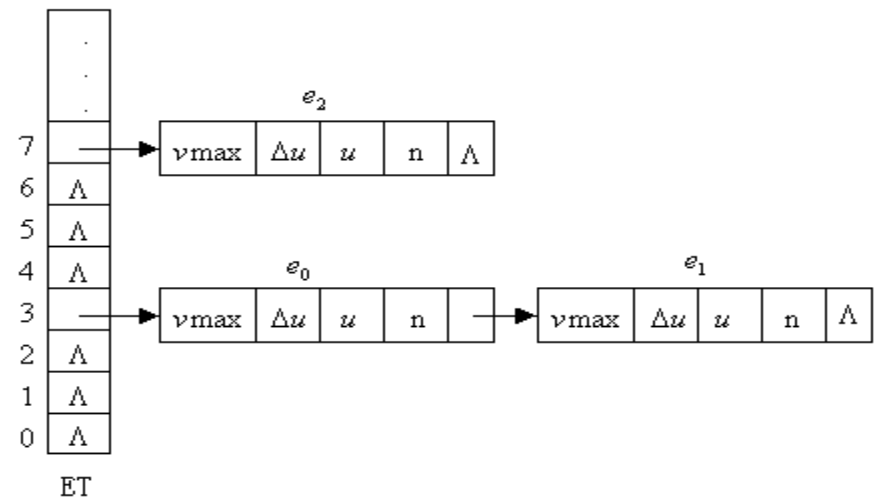 .
.
.
e₂
7 vmax Δu u n Λ
6 Λ
5 Λ
4 Λ
e₀ e₁
3 vmax Δu u n vmax Δu u n Λ
2 Λ
1 Λ
0 Λ
ET